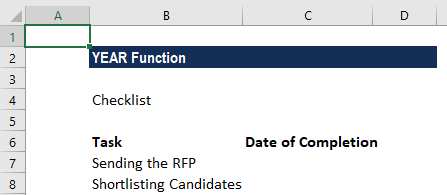 A B C D
1
2 YEAR Function
3
4 Checklist
5
6 Task Date of Completion
7 Sending the RFP
8 Shortlisting Candidates